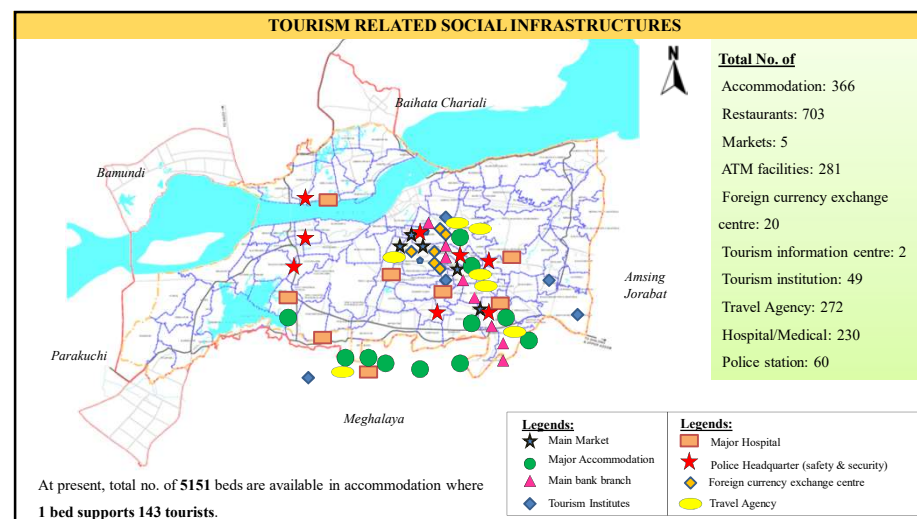 TOURISM RELATED SOCIAL INFRASTRUCTURES
N
Baihata Chariali
Bamundi
Amsing
Jorabat
Parakuchi
Meghalaya
Total No. of
Accommodation: 366
Restaurants: 703
Markets: 5
ATM facilities: 281
Foreign currency exchange
centre: 20
Tourism information centre: 2
Tourism institution: 49
Travel Agency: 272
Hospital/Medical: 230
Police station: 60
Legends:
Main Market
Major Accommodation
Main bank branch
Tourism Institutes
Legends:
Major Hospital
Police Headquarter (safety & security)
Foreign currency exchange centre
Travel Agency
At present, total no. of 5151 beds are available in accommodation where
1 bed supports 143 tourists.